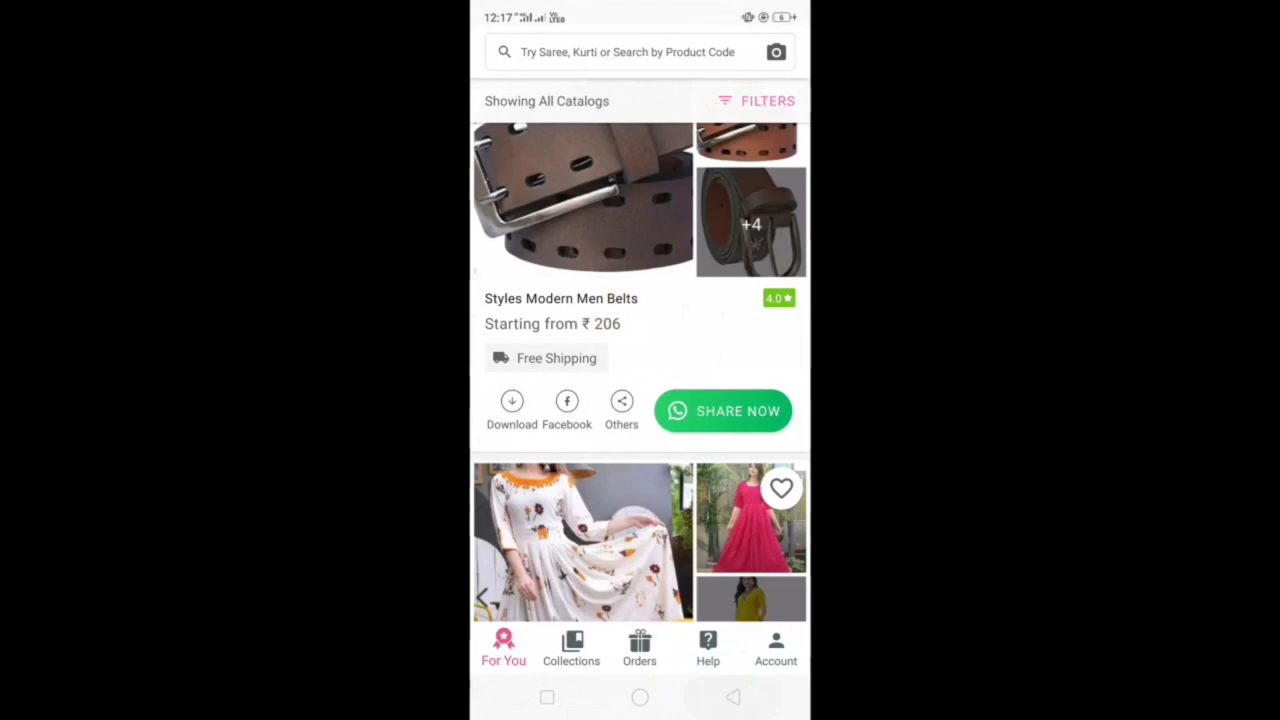 12:17
Try Saree, Kurti or Search by Product Code
Showing All Catalogs
FILTERS
+4
Styles Modern Men Belts
4.0
Starting from ₹ 206
Free Shipping
Download
Facebook
Others
SHARE NOW
For You
Collections
Orders
Help
Account